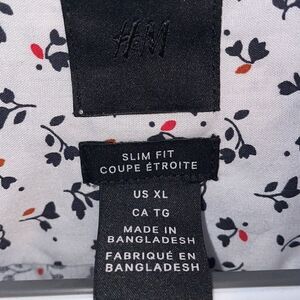 H&M
SLIM FIT
COUPE ÉTROITE
US XL
CA TG
MADE IN
BANGLADESH
FABRIQUÉ EN
BANGLADESH